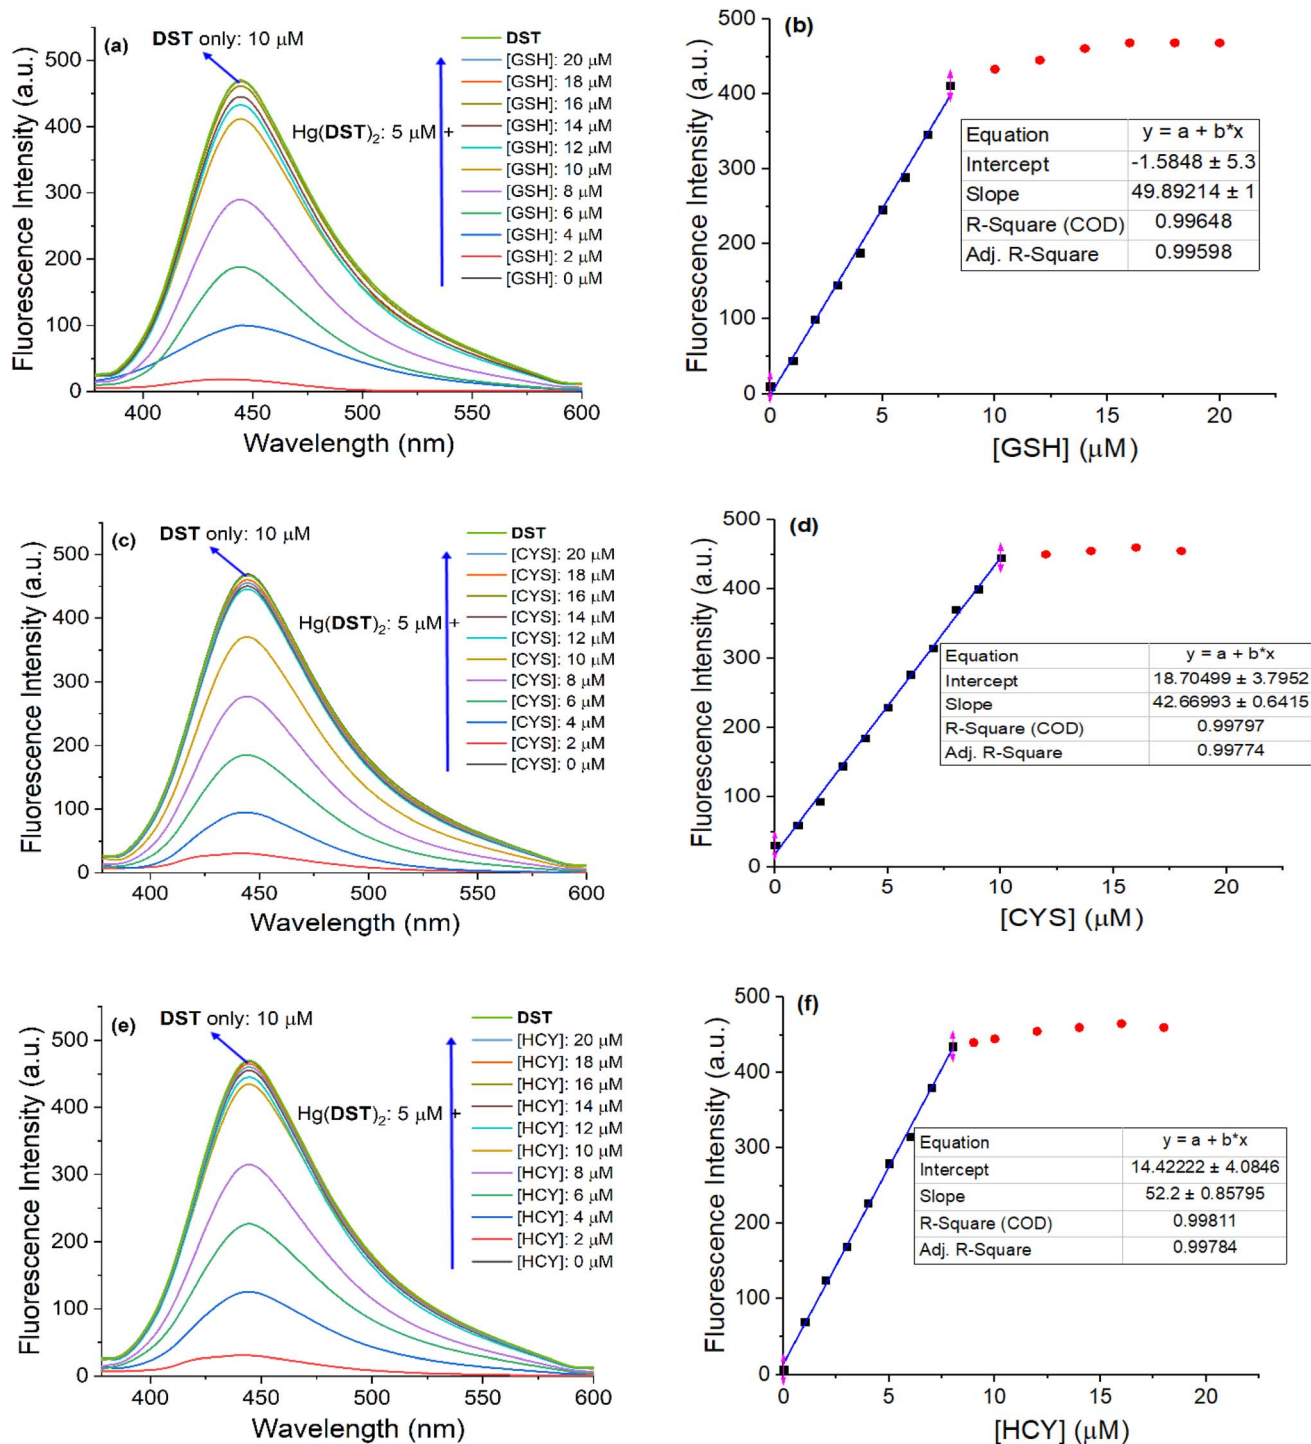 (a)
DST only: 10 μM
Hg(DST)₂: 5 μM +
DST
[GSH]: 20 μM
[GSH]: 18 μM
[GSH]: 16 μM
[GSH]: 14 μM
[GSH]: 12 μM
[GSH]: 10 μM
[GSH]: 8 μM
[GSH]: 6 μM
[GSH]: 4 μM
[GSH]: 2 μM
[GSH]: 0 μM
Fluorescence Intensity (a.u.)
500
400
300
200
100
0
400 450 500 550 600
Wavelength (nm)
(b)
Fluorescence Intensity (a.u.)
500
400
300
200
100
0
Equation y = a + b*x
Intercept -1.5848 ± 5.3
Slope 49.89214 ± 1
R-Square (COD) 0.99648
Adj. R-Square 0.99598
0 5 10 15 20
[GSH] (μM)
(c)
DST only: 10 μM
Hg(DST)₂: 5 μM +
DST
[CYS]: 20 μM
[CYS]: 18 μM
[CYS]: 16 μM
[CYS]: 14 μM
[CYS]: 12 μM
[CYS]: 10 μM
[CYS]: 8 μM
[CYS]: 6 μM
[CYS]: 4 μM
[CYS]: 2 μM
[CYS]: 0 μM
Fluorescence Intensity (a.u.)
500
400
300
200
100
0
400 450 500 550 600
Wavelength (nm)
(d)
Fluorescence Intensity (a.u.)
500
400
300
200
100
0
Equation y = a + b*x
Intercept 18.70499 ± 3.7952
Slope 42.66993 ± 0.6415
R-Square (COD) 0.99797
Adj. R-Square 0.99774
0 5 10 15 20
[CYS] (μM)
(e)
DST only: 10 μM
Hg(DST)₂: 5 μM +
DST
[HCY]: 20 μM
[HCY]: 18 μM
[HCY]: 16 μM
[HCY]: 14 μM
[HCY]: 12 μM
[HCY]: 10 μM
[HCY]: 8 μM
[HCY]: 6 μM
[HCY]: 4 μM
[HCY]: 2 μM
[HCY]: 0 μM
Fluorescence Intensity (a.u.)
500
400
300
200
100
0
400 450 500 550 600
Wavelength (nm)
(f)
Fluorescence Intensity (a.u.)
500
400
300
200
100
0
Equation y = a + b*x
Intercept 14.42222 ± 4.0846
Slope 52.2 ± 0.85795
R-Square (COD) 0.99811
Adj. R-Square 0.99784
0 5 10 15 20
[HCY] (μM)